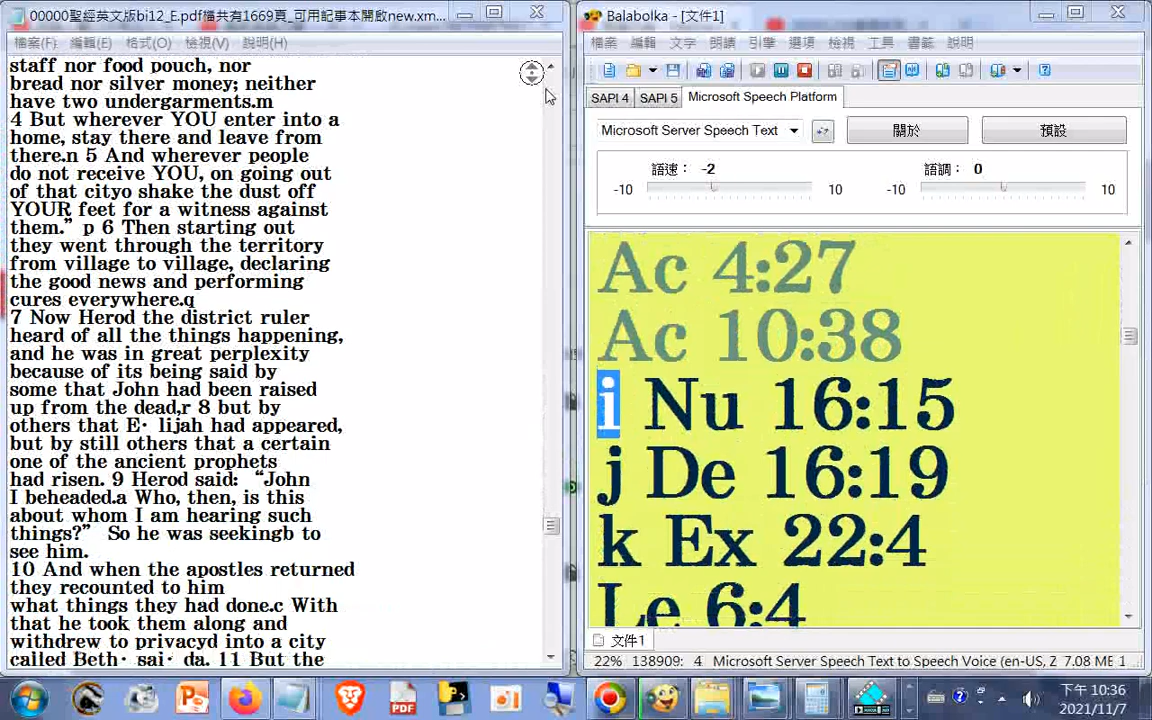 00000聖經英文版bi12_E.pdf檔共有1669頁_可用記事本開啟new.xm...
檔案(F) 編輯(E) 格式(O) 檢視(V) 說明(H)
staff nor food pouch, nor
bread nor silver money; neither
have two undergarments.m
4 But wherever YOU enter into a
home, stay there and leave from
there.n 5 And wherever people
do not receive YOU, on going out
of that cityo shake the dust off
YOUR feet for a witness against
them.” p 6 Then starting out
they went through the territory
from village to village, declaring
the good news and performing
cures everywhere.q
7 Now Herod the district ruler
heard of all the things happening,
and he was in great perplexity
because of its being said by
some that John had been raised
up from the dead,r 8 but by
others that E· lijah had appeared,
but by still others that a certain
one of the ancient prophets
had risen. 9 Herod said: “John
I beheaded.a Who, then, is this
about whom I am hearing such
things?” So he was seekingb to
see him.
10 And when the apostles returned
they recounted to him
what things they had done.c With
that he took them along and
withdrew to privacyd into a city
called Beth· sai· da. 11 But the
Balabolka - [文件1]
檔案 編輯 文字 朗讀 引擎 選項 檢視 工具 書籤 說明
SAPI 4 SAPI 5 Microsoft Speech Platform
Microsoft Server Speech Text 關於 預設
語速: -2 語調: 0
-10 10 -10 10
Ac 4:27
Ac 10:38
i Nu 16:15
j De 16:19
k Ex 22:4
Le 6:4
文件1
22% 138909: 4 Microsoft Server Speech Text to Speech Voice (en-US, Z 7.08 MB 1
PDF
下午 10:36
2021/11/7